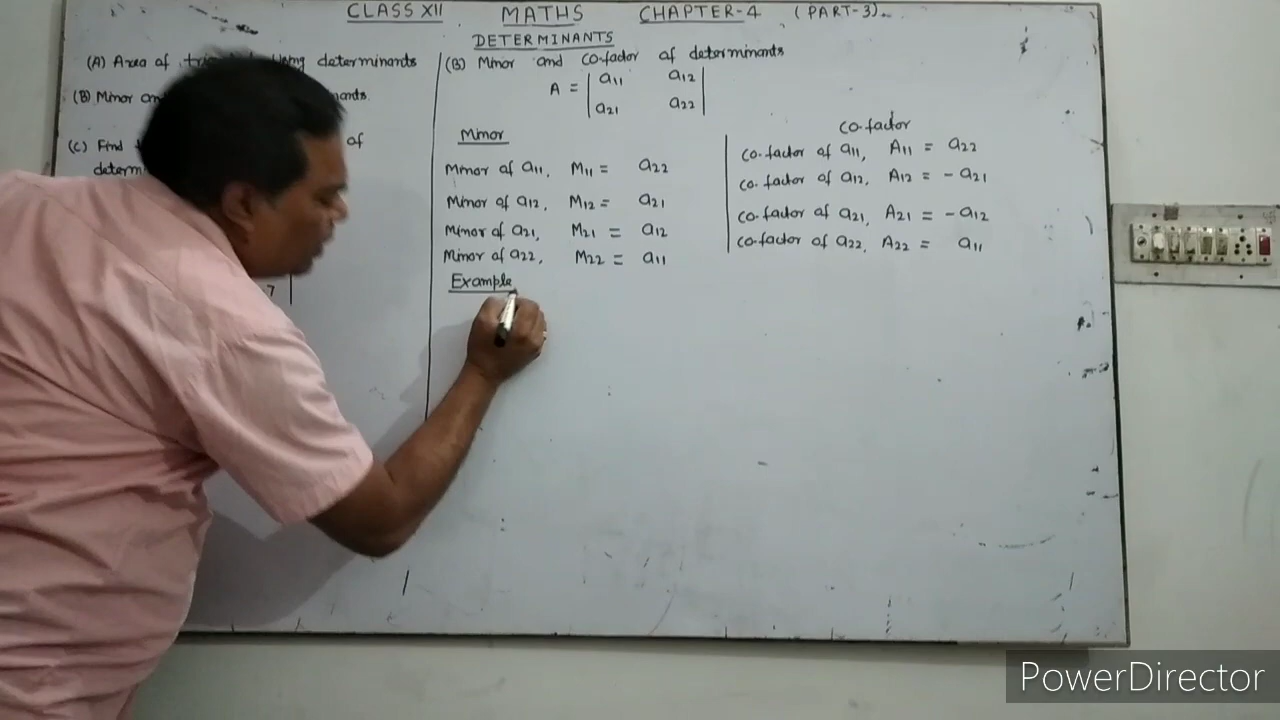 CLASS XII MATHS CHAPTER-4 (PART-3).
DETERMINANTS
(A) Area of determinants
(B) Minor
(C) Find of
determ
7
(B) Minor and co-factor of determinants
A = | a11 a12
a21 a22 |
Minor
Minor of a11, M11 = a22
Minor of a12, M12 = a21
Minor of a21, M21 = a12
Minor of a22, M22 = a11
Example
co-factor
co-factor of a11, A11 = a22
co-factor of a12, A12 = - a21
co-factor of a21, A21 = - a12
co-factor of a22, A22 = a11
PowerDirector